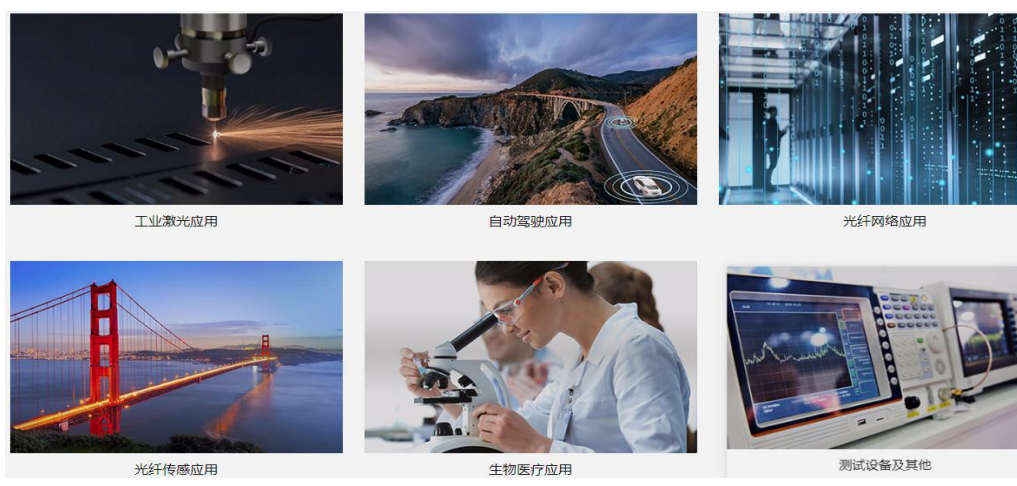 工业激光应用
自动驾驶应用
光纤网络应用
光纤传感应用
生物医疗应用
测试设备及其他